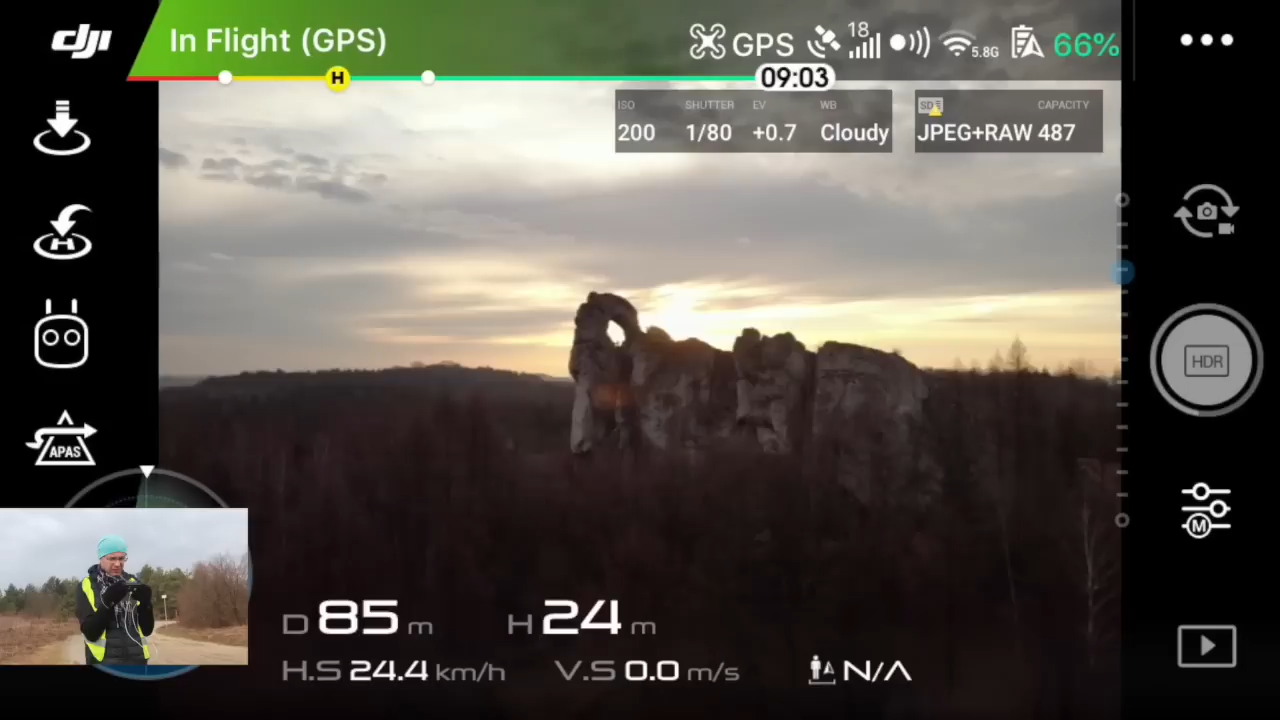 dji In Flight (GPS) GPS 18 5.8G 66%
H 09:03
ISO SHUTTER EV WB SD CAPACITY
200 1/80 +0.7 Cloudy JPEG+RAW 487
H
HDR
APAS
M
D 85 m H 24 m
H.S 24.4 km/h V.S 0.0 m/s N/A